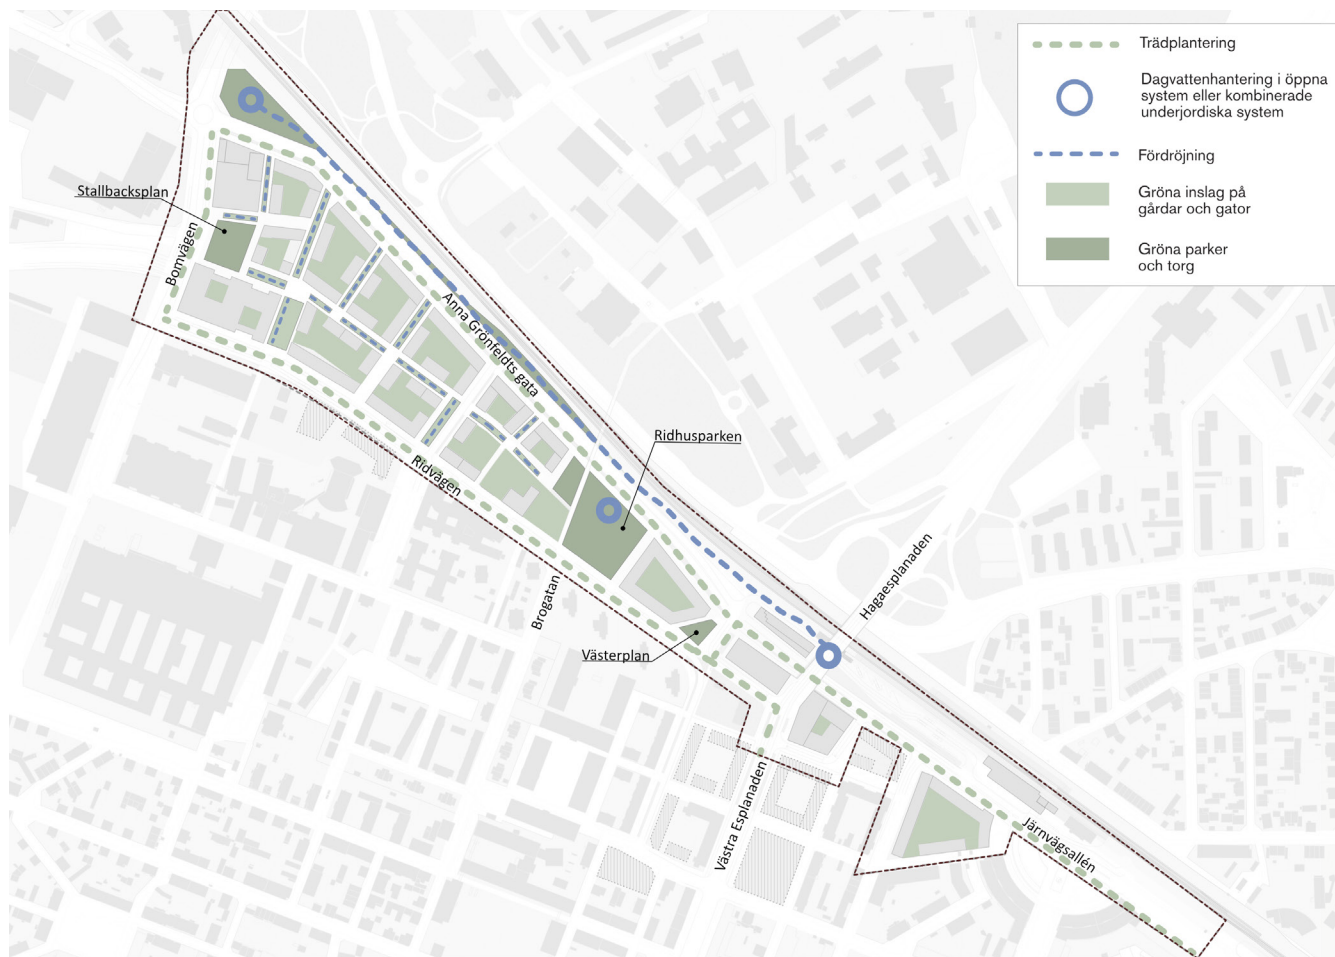 Trädplantering
Dagvattenhantering i öppna
system eller kombinerade
underjordiska system
Fördröjning
Gröna inslag på
gårdar och gator
Gröna parker
och torg
Stallbacksplan
Bomvägen
Anna Grönfeldts gata
Ridhusparken
Ridvägen
Brogatan
Hagaesplanaden
Västerplan
Västra Esplanaden
Järnvägsallén